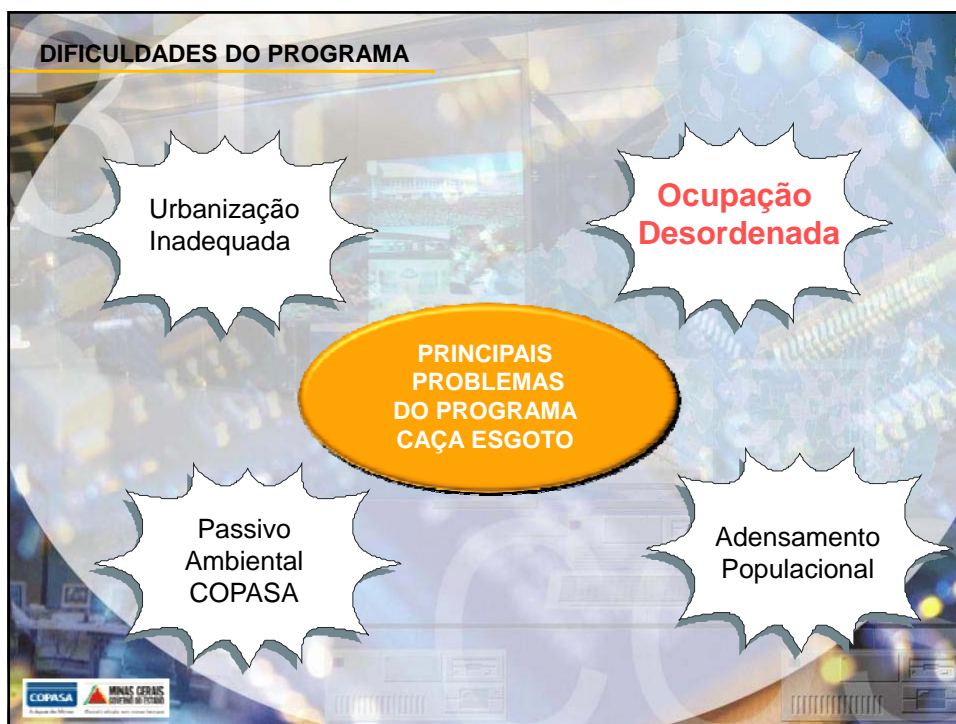 DIFICULDADES DO PROGRAMA
Urbanização
Inadequada
Ocupação
Desordenada
PRINCIPAIS
PROBLEMAS
DO PROGRAMA
CAÇA ESGOTO
Passivo
Ambiental
COPASA
Adensamento
Populacional
COPASA
MINAS GERAIS